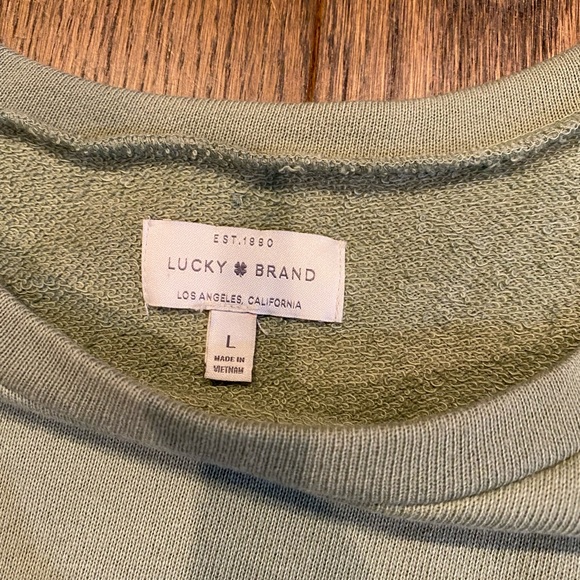 EST.1990
LUCKY BRAND
LOS ANGELES, CALIFORNIA
L
MADE IN
VIETNAM